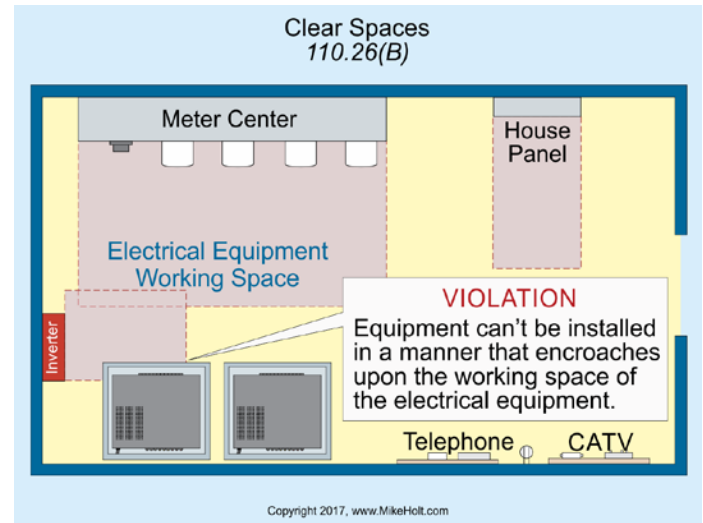 Clear Spaces
110.26(B)
Meter Center
House
Panel
Electrical Equipment
Working Space
VIOLATION
Equipment can’t be installed
in a manner that encroaches
upon the working space of
the electrical equipment.
Inverter
Telephone
CATV
Copyright 2017, www.MikeHolt.com